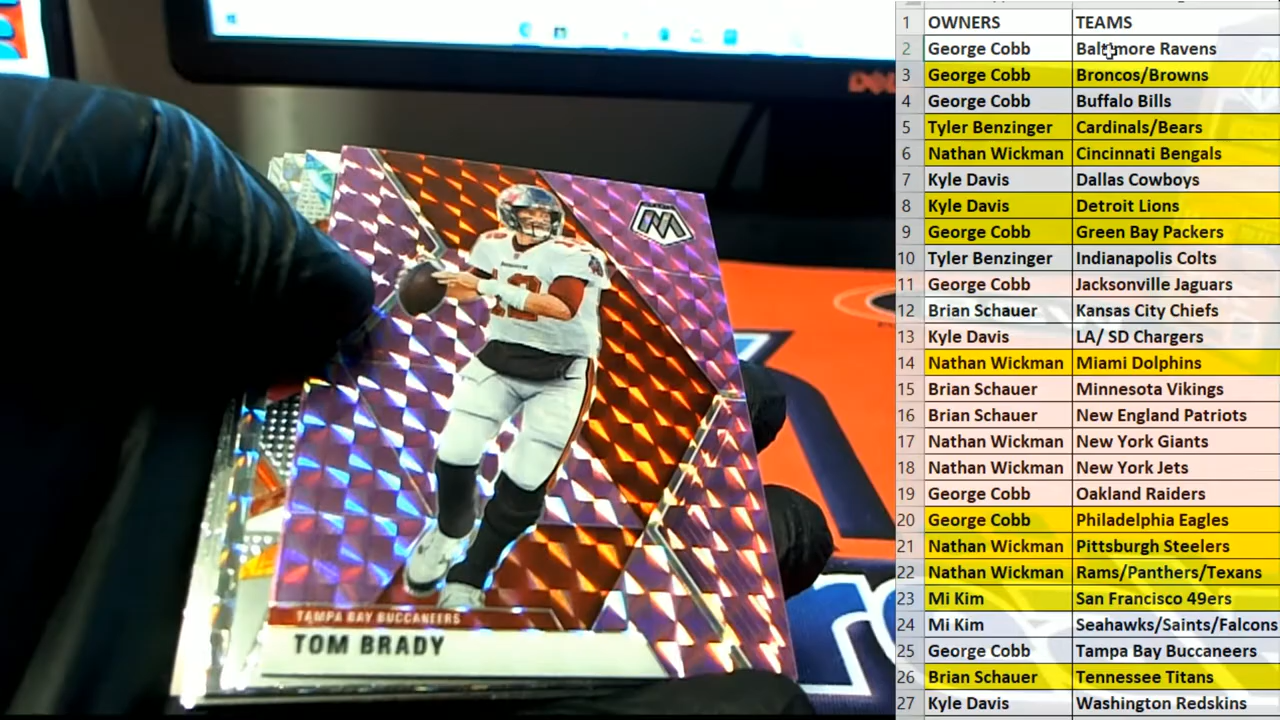 1 OWNERS TEAMS
2 George Cobb Baltimore Ravens
3 George Cobb Broncos/Browns
4 George Cobb Buffalo Bills
5 Tyler Benzinger Cardinals/Bears
6 Nathan Wickman Cincinnati Bengals
7 Kyle Davis Dallas Cowboys
8 Kyle Davis Detroit Lions
9 George Cobb Green Bay Packers
10 Tyler Benzinger Indianapolis Colts
11 George Cobb Jacksonville Jaguars
12 Brian Schauer Kansas City Chiefs
13 Kyle Davis LA/ SD Chargers
14 Nathan Wickman Miami Dolphins
15 Brian Schauer Minnesota Vikings
16 Brian Schauer New England Patriots
17 Nathan Wickman New York Giants
18 Nathan Wickman New York Jets
19 George Cobb Oakland Raiders
20 George Cobb Philadelphia Eagles
21 Nathan Wickman Pittsburgh Steelers
22 Nathan Wickman Rams/Panthers/Texans
23 Mi Kim San Francisco 49ers
24 Mi Kim Seahawks/Saints/Falcons
25 George Cobb Tampa Bay Buccaneers
26 Brian Schauer Tennessee Titans
27 Kyle Davis Washington Redskins
12
TAMPA BAY BUCCANEERS
TOM BRADY